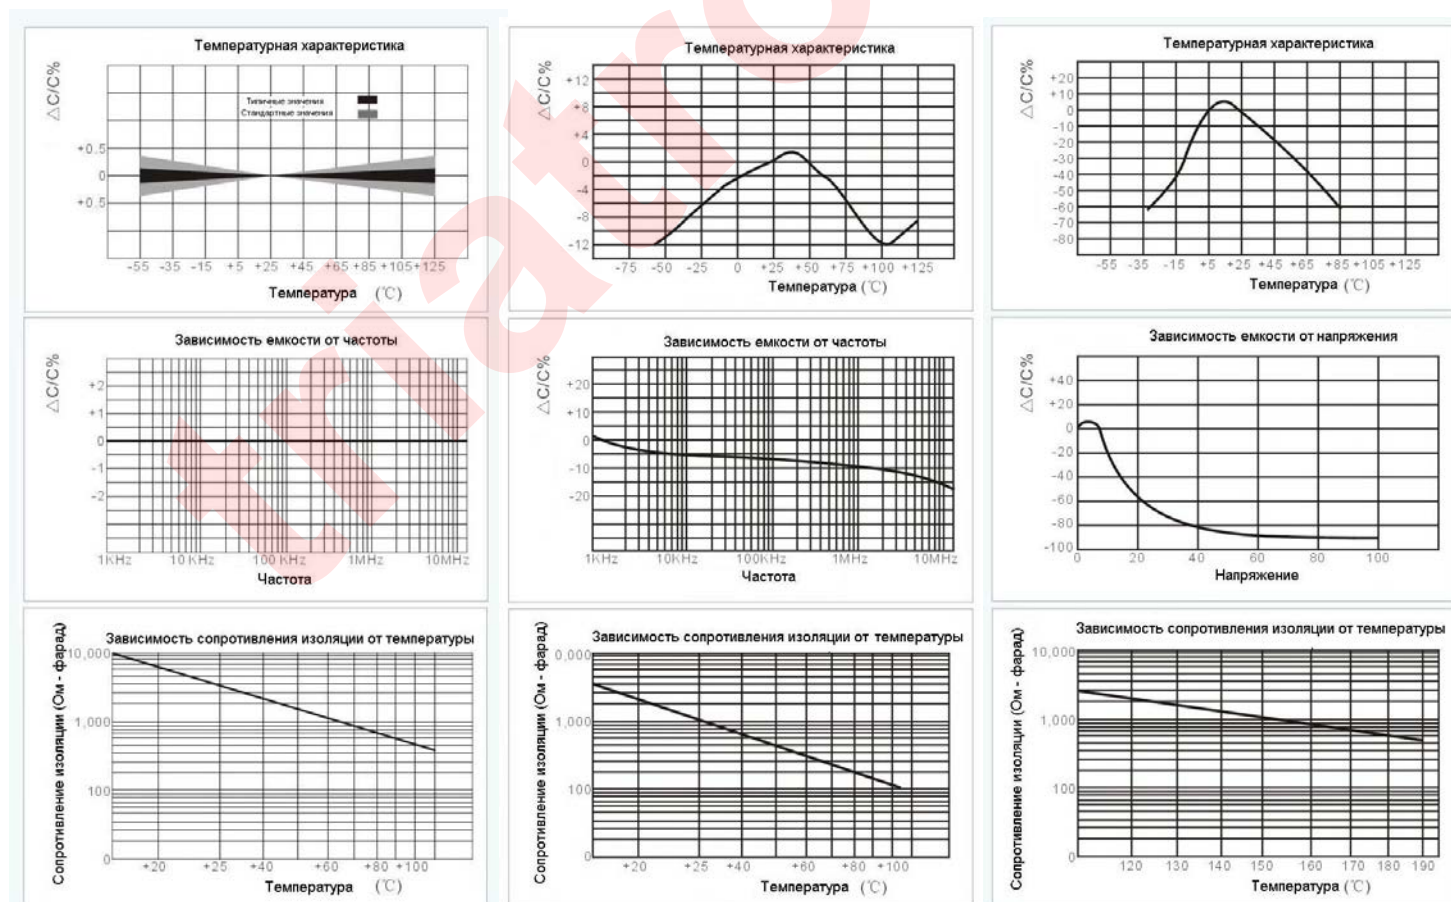 Температурная характеристика
△C/C%
Типичные значения
Стандартные значения
+0.5
0
+0.5
-55 -35 -15 +5 +25 +45 +65 +85 +105 +125
Температура (℃)
Температурная характеристика
△C/C%
+12
+8
+4
0
-4
-8
-12
-75 -50 -25 0 +25 +50 +75 +100 +125
Температура (℃)
Температурная характеристика
△C/C%
+20
+10
0
-10
-20
-30
-40
-50
-60
-70
-80
-55 -35 -15 +5 +25 +45 +65 +85 +105 +125
Температура (℃)
Зависимость емкости от частоты
△C/C%
+2
+1
0
-1
-2
1KHz 10 KHz 100 KHz 1MHz 10MHz
Частота
Зависимость емкости от частоты
△C/C%
+20
+10
0
-10
-20
1KHz 10KHz 100KHz 1MHz 10MHz
Частота
Зависимость емкости от напряжения
△C/C%
+40
+20
0
-20
-40
-60
-80
-100
0 20 40 60 80 100
Напряжение
Зависимость сопротивления изоляции от температуры
Сопротивление изоляции (Ом - фарад)
10,000
1,000
100
0
+20 +25 +40 +60 +80 +100
Температура (℃)
Зависимость сопротивления изоляции от температуры
Сопротивление изоляции (Ом - фарад)
0,000
1,000
100
0
+20 +25 +40 +60 +80 +100
Температура (℃)
Зависимость сопротивления изоляции от температуры
Сопротивление изоляции (Ом - фарад)
10,000
1,000
100
0
120 130 140 150 160 170 180 190
Температура (℃)
triatro